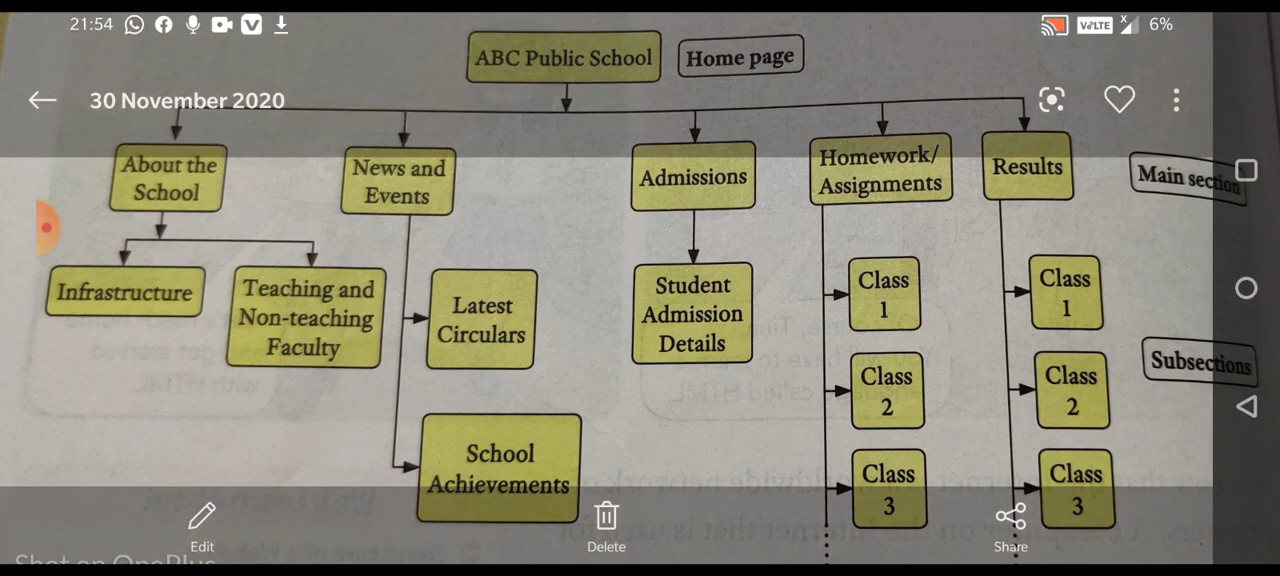 21:54
VoLTE
6%
ABC Public School
Home page
30 November 2020
About the
School
News and
Events
Admissions
Homework/
Assignments
Results
Main section
Infrastructure
Teaching and
Non-teaching
Faculty
Latest
Circulars
School
Achievements
Student
Admission
Details
Class
1
Class
2
Class
3
Class
1
Class
2
Class
3
Subsections
Edit
Delete
Share
Shot on OnePlus